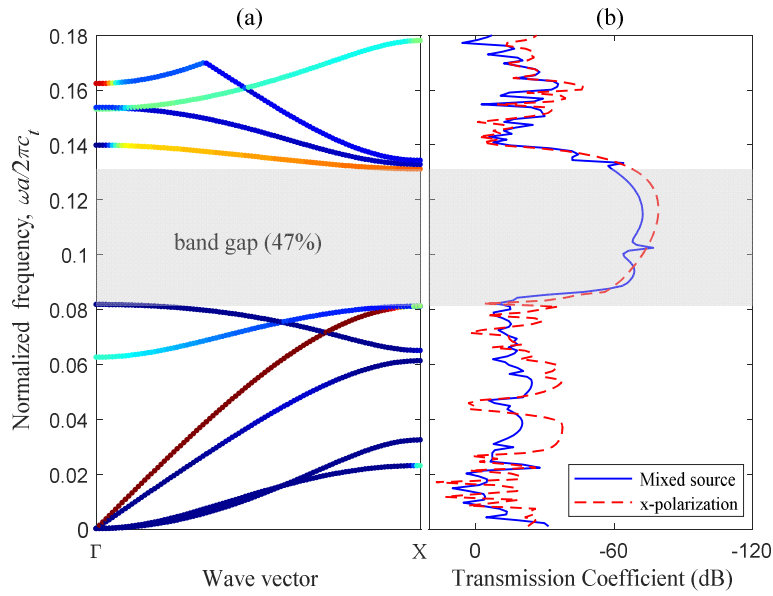 (a) (b)
Normalized frequency, ωa/2πc_t
0.18
0.16
0.14
0.12
0.1
0.08
0.06
0.04
0.02
0
band gap (47%)
Γ X
Wave vector
Mixed source
x-polarization
0 -60 -120
Transmission Coefficient (dB)